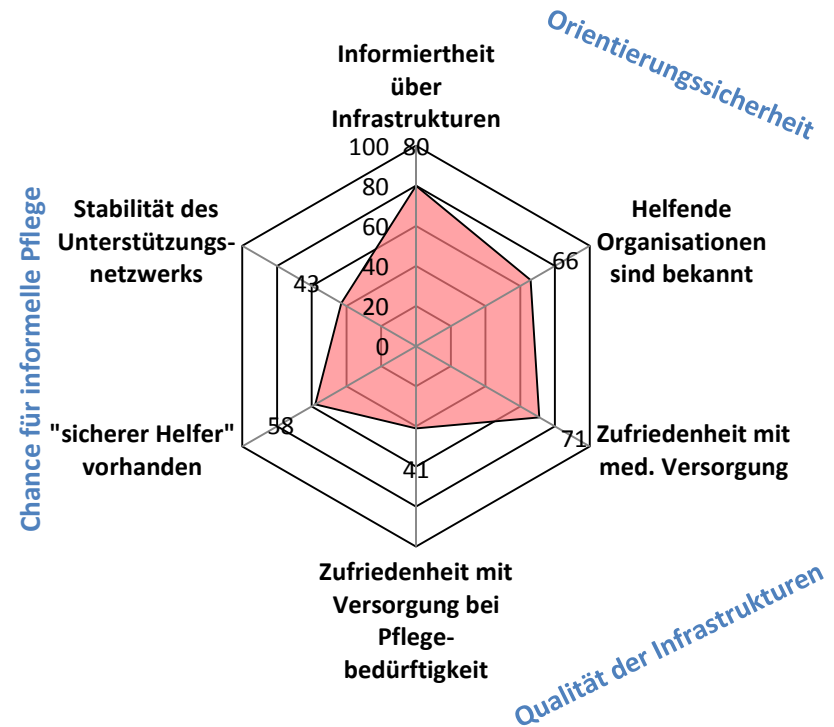 Orientierungssicherheit
Informiertheit
über
Infrastrukturen
100 80
80
60
40
20
0
Helfende
Organisationen
sind bekannt
66
Stabilität des
Unterstützungs-
netzwerks
43
Chance für informelle Pflege
"sicherer Helfer"
vorhanden
58
71
Zufriedenheit mit
med. Versorgung
41
Zufriedenheit mit
Versorgung bei
Pflege-
bedürftigkeit
Qualität der Infrastrukturen